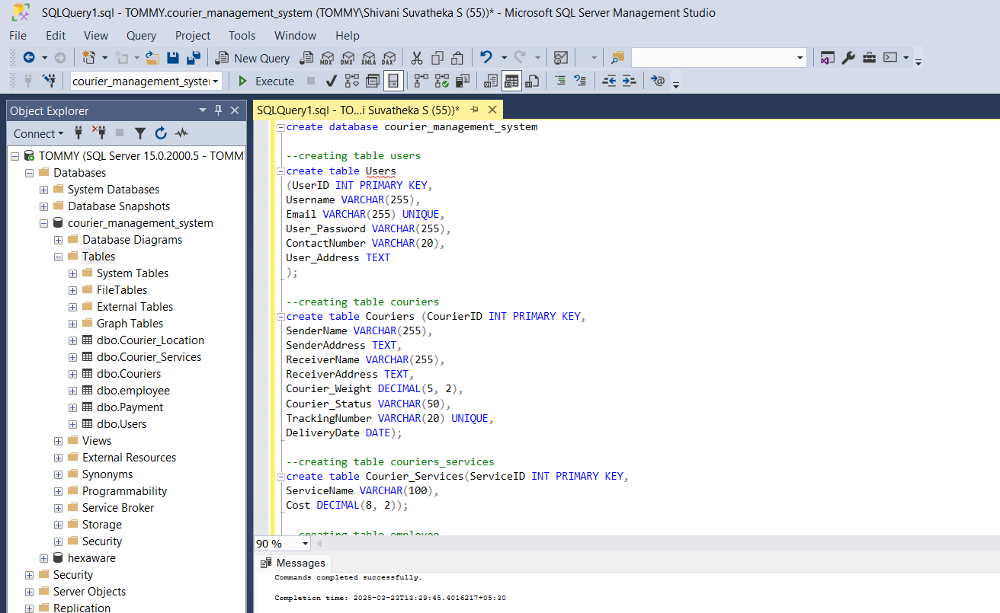 SQLQuery1.sql - TOMMY.courier_management_system (TOMMY\Shivani Suvatheka S (55))* - Microsoft SQL Server Management Studio
File Edit View Query Project Tools Window Help
New Query MDX DMX XMLA DAX
courier_management_syster Execute
Object Explorer
Connect
TOMMY (SQL Server 15.0.2000.5 - TOMM
Databases
System Databases
Database Snapshots
courier_management_system
Database Diagrams
Tables
System Tables
FileTables
External Tables
Graph Tables
dbo.Courier_Location
dbo.Courier_Services
dbo.Couriers
dbo.employee
dbo.Payment
dbo.Users
Views
External Resources
Synonyms
Programmability
Service Broker
Storage
Security
hexaware
Security
Server Objects
Replication
SQLQuery1.sql - TO...i Suvatheka S (55))*
create database courier_management_system
--creating table users
create table Users
(UserID INT PRIMARY KEY,
Username VARCHAR(255),
Email VARCHAR(255) UNIQUE,
User_Password VARCHAR(255),
ContactNumber VARCHAR(20),
User_Address TEXT
);
--creating table couriers
create table Couriers (CourierID INT PRIMARY KEY,
SenderName VARCHAR(255),
SenderAddress TEXT,
ReceiverName VARCHAR(255),
ReceiverAddress TEXT,
Courier_Weight DECIMAL(5, 2),
Courier_Status VARCHAR(50),
TrackingNumber VARCHAR(20) UNIQUE,
DeliveryDate DATE);
--creating table couriers_services
create table Courier_Services(ServiceID INT PRIMARY KEY,
ServiceName VARCHAR(100),
Cost DECIMAL(8, 2));
--creating table employee
90 %
Messages
Commands completed successfully.
Completion time: 2025-03-23T13:29:45.4016217+05:30